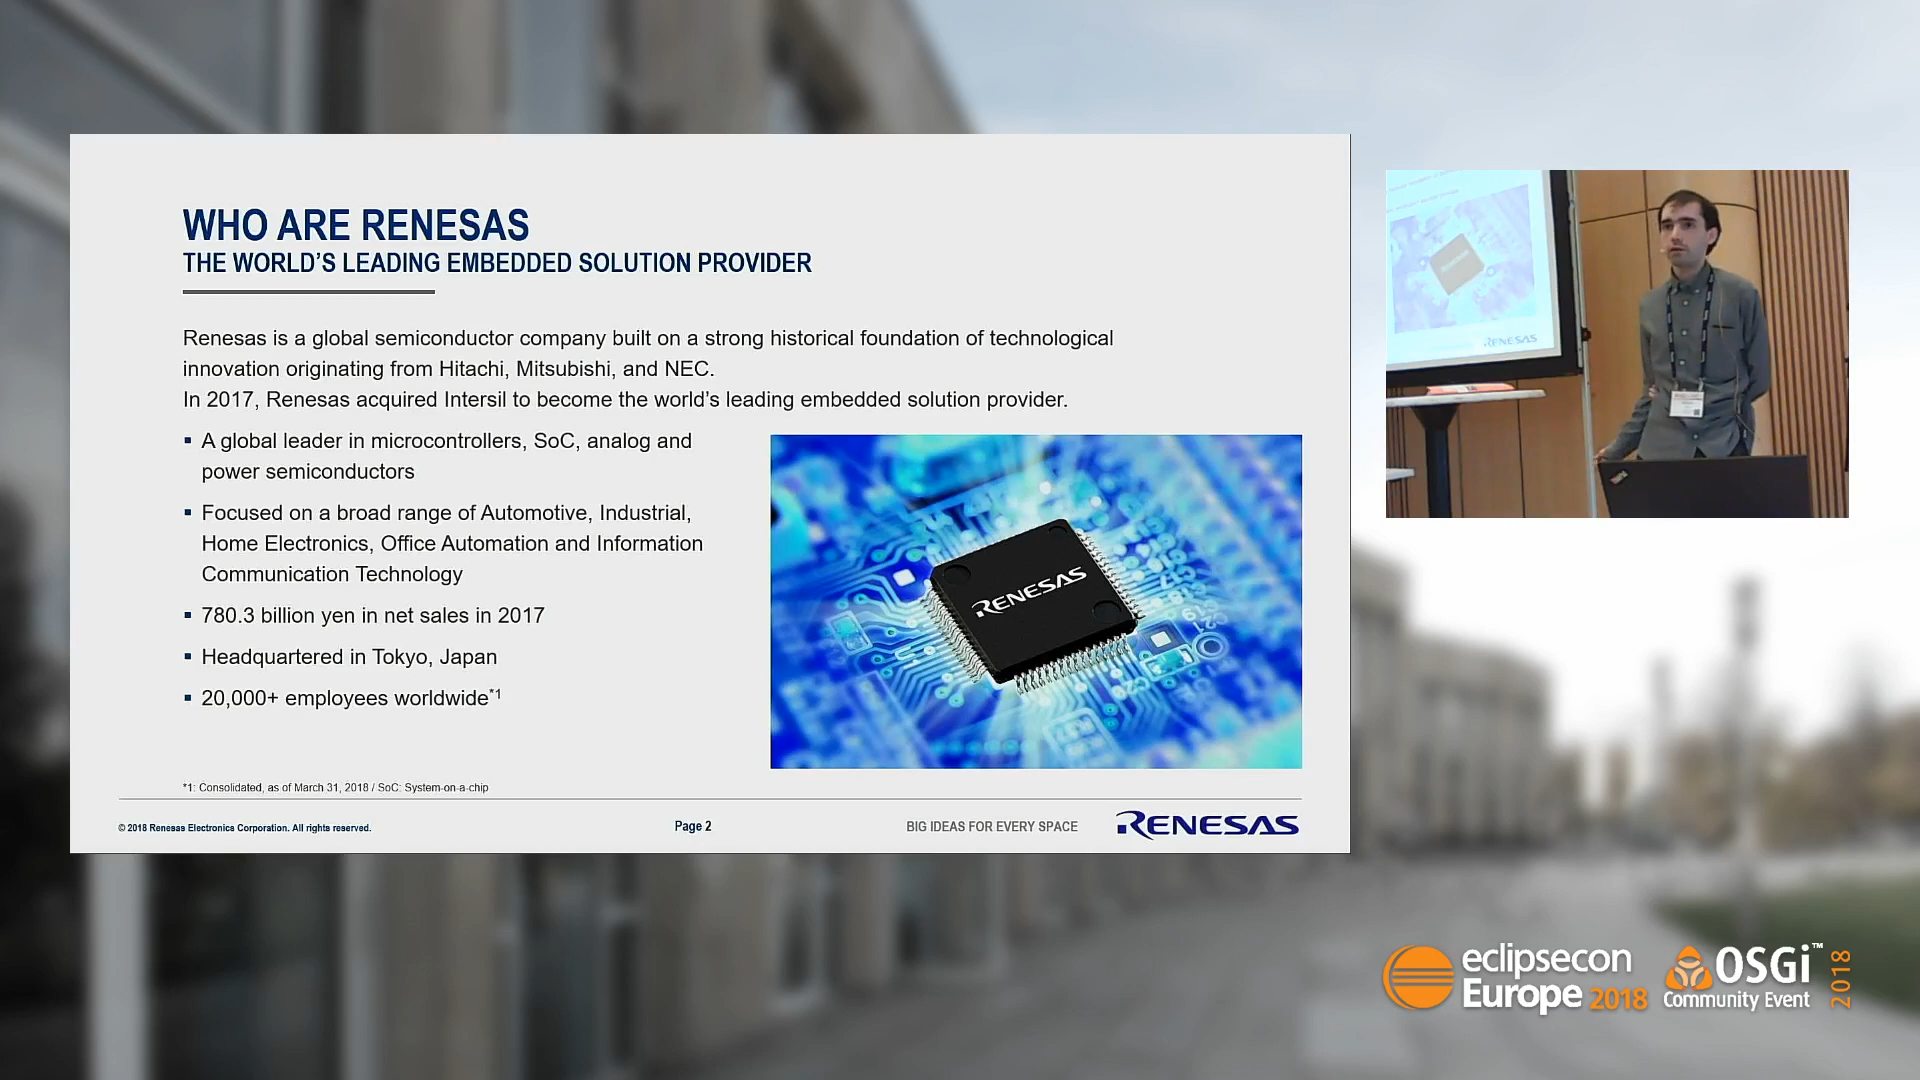 WHO ARE RENESAS
THE WORLD'S LEADING EMBEDDED SOLUTION PROVIDER
Renesas is a global semiconductor company built on a strong historical foundation of technological
innovation originating from Hitachi, Mitsubishi, and NEC.
In 2017, Renesas acquired Intersil to become the world's leading embedded solution provider.
▪ A global leader in microcontrollers, SoC, analog and
power semiconductors
▪ Focused on a broad range of Automotive, Industrial,
Home Electronics, Office Automation and Information
Communication Technology
▪ 780.3 billion yen in net sales in 2017
▪ Headquartered in Tokyo, Japan
▪ 20,000+ employees worldwide*1
RENESAS
*1: Consolidated, as of March 31, 2018 / SoC: System-on-a-chip
© 2018 Renesas Electronics Corporation. All rights reserved.
Page 2
BIG IDEAS FOR EVERY SPACE
RENESAS
RENESAS
eclipsecon
Europe 2018
OSGi™
Community Event
2018